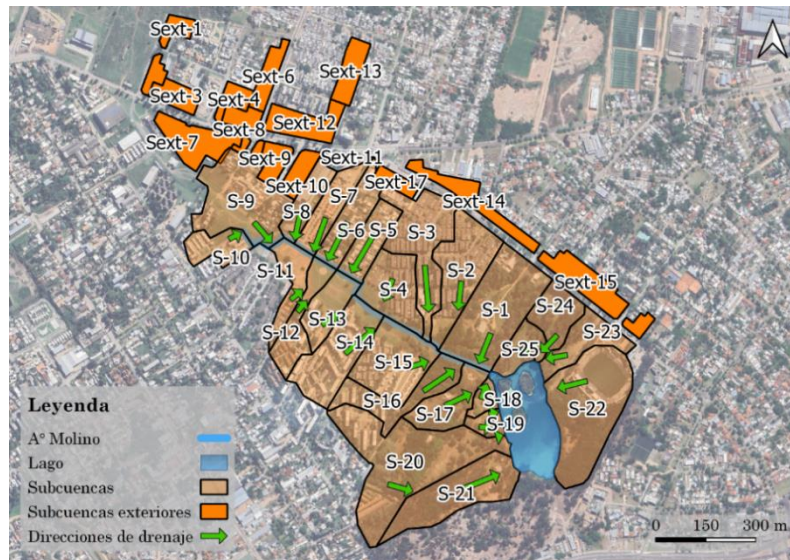 Sext-1
Sext-6
Sext-13
Sext-3
Sext-4
Sext-12
Sext-8
Sext-7
Sext-9
Sext-11
Sext-10
Sext-17
Sext-14
S-7
S-9
S-8
S-6
S-5
S-3
S-10
S-11
S-2
Sext-15
S-4
S-1
S-24
S-13
S-12
S-23
S-14
S-25
S-15
S-22
S-16
S-17
S-18
S-19
S-20
S-21
Leyenda
A° Molino
Lago
Subcuencas
Subcuencas exteriores
Direcciones de drenaje
0 150 300 m